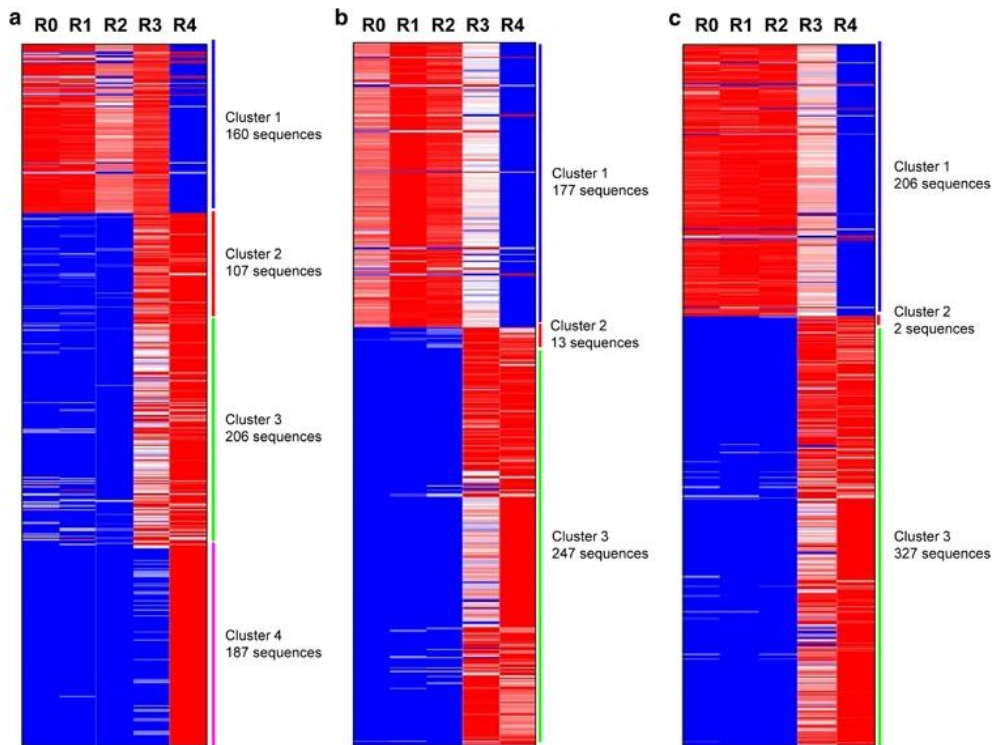 a
R0 R1 R2 R3 R4
Cluster 1
160 sequences
Cluster 2
107 sequences
Cluster 3
206 sequences
Cluster 4
187 sequences
b
R0 R1 R2 R3 R4
Cluster 1
177 sequences
Cluster 2
13 sequences
Cluster 3
247 sequences
c
R0 R1 R2 R3 R4
Cluster 1
206 sequences
Cluster 2
2 sequences
Cluster 3
327 sequences